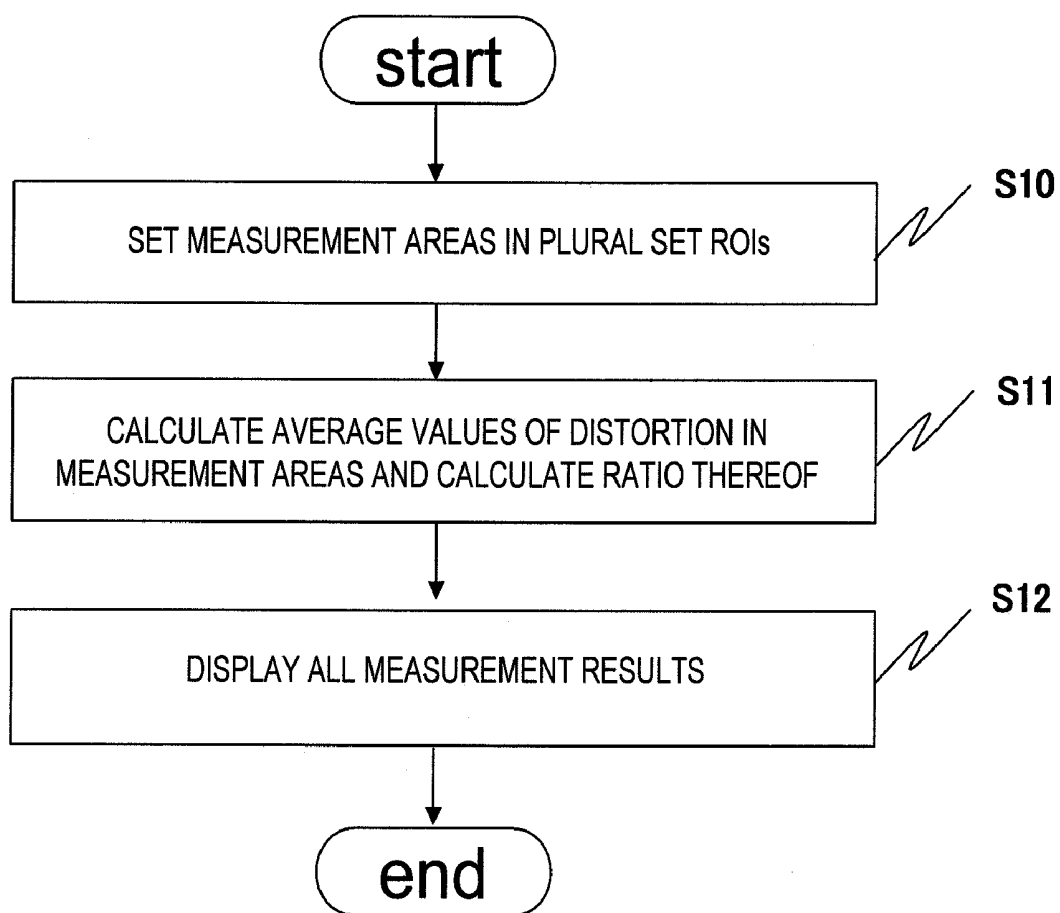 start
S10
SET MEASUREMENT AREAS IN PLURAL SET ROIs
S11
CALCULATE AVERAGE VALUES OF DISTORTION IN
MEASUREMENT AREAS AND CALCULATE RATIO THEREOF
S12
DISPLAY ALL MEASUREMENT RESULTS
end